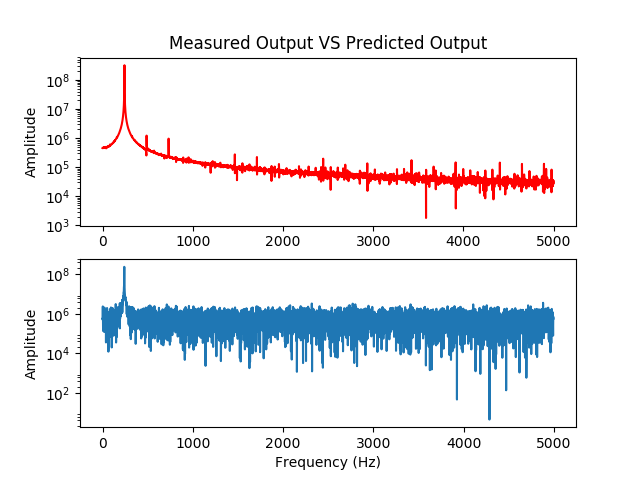 Measured Output VS Predicted Output
Amplitude
10⁸
10⁷
10⁶
10⁵
10⁴
10³
0 1000 2000 3000 4000 5000
Amplitude
10⁸
10⁶
10⁴
10²
0 1000 2000 3000 4000 5000
Frequency (Hz)